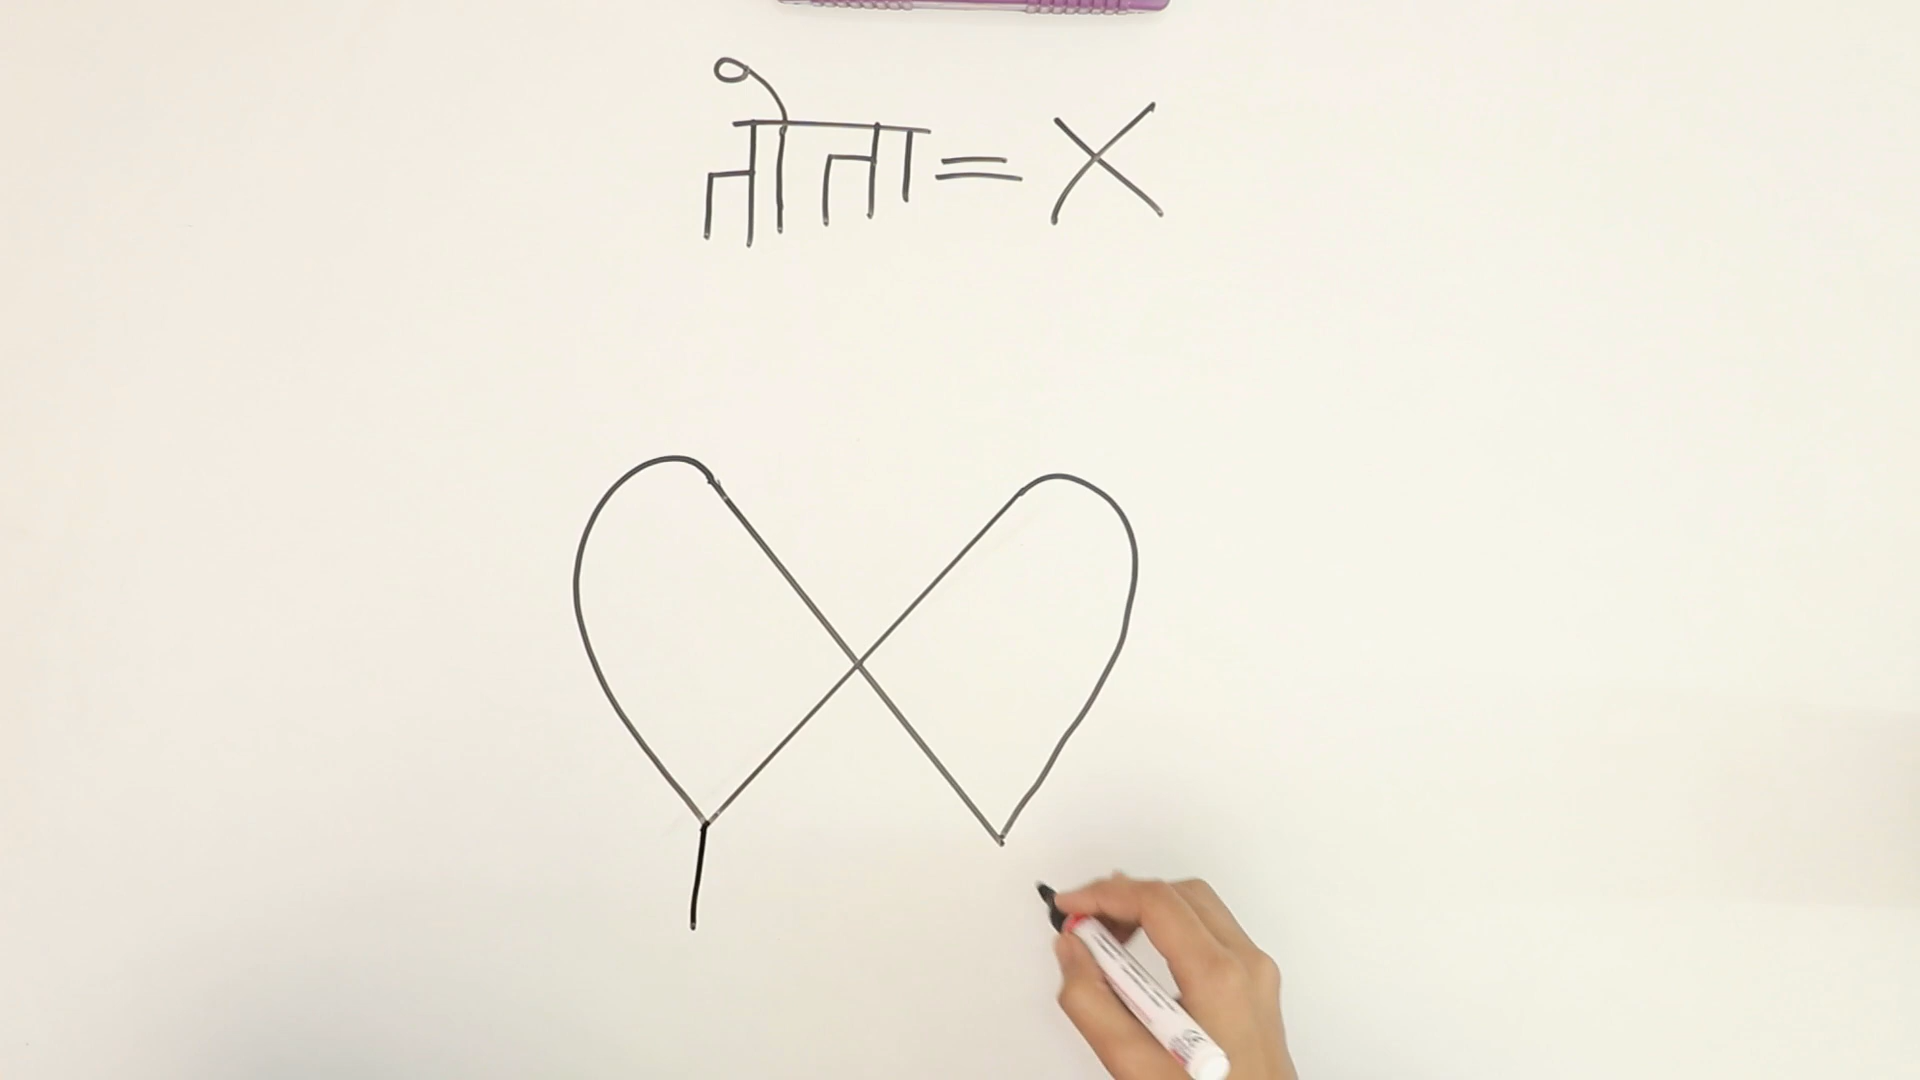 तोता = X